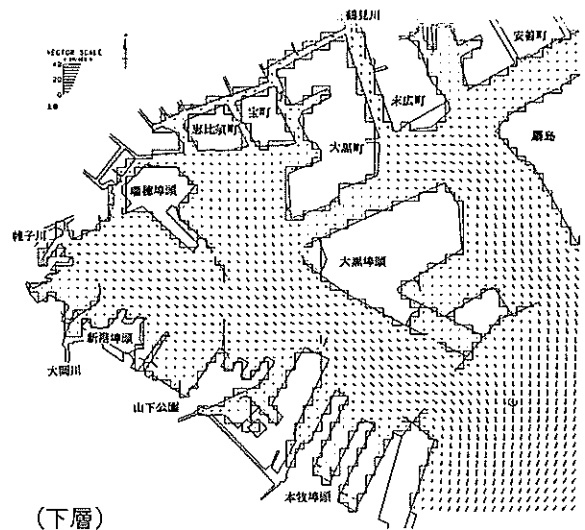 鶴見川
安善町
VECTOR SCALE
末広町
宝町
恵比須町
大黒町
扇島
瑞穂埠頭
帷子川
大黒埠頭
新港埠頭
大岡川
山下公園
本牧埠頭
(下層)